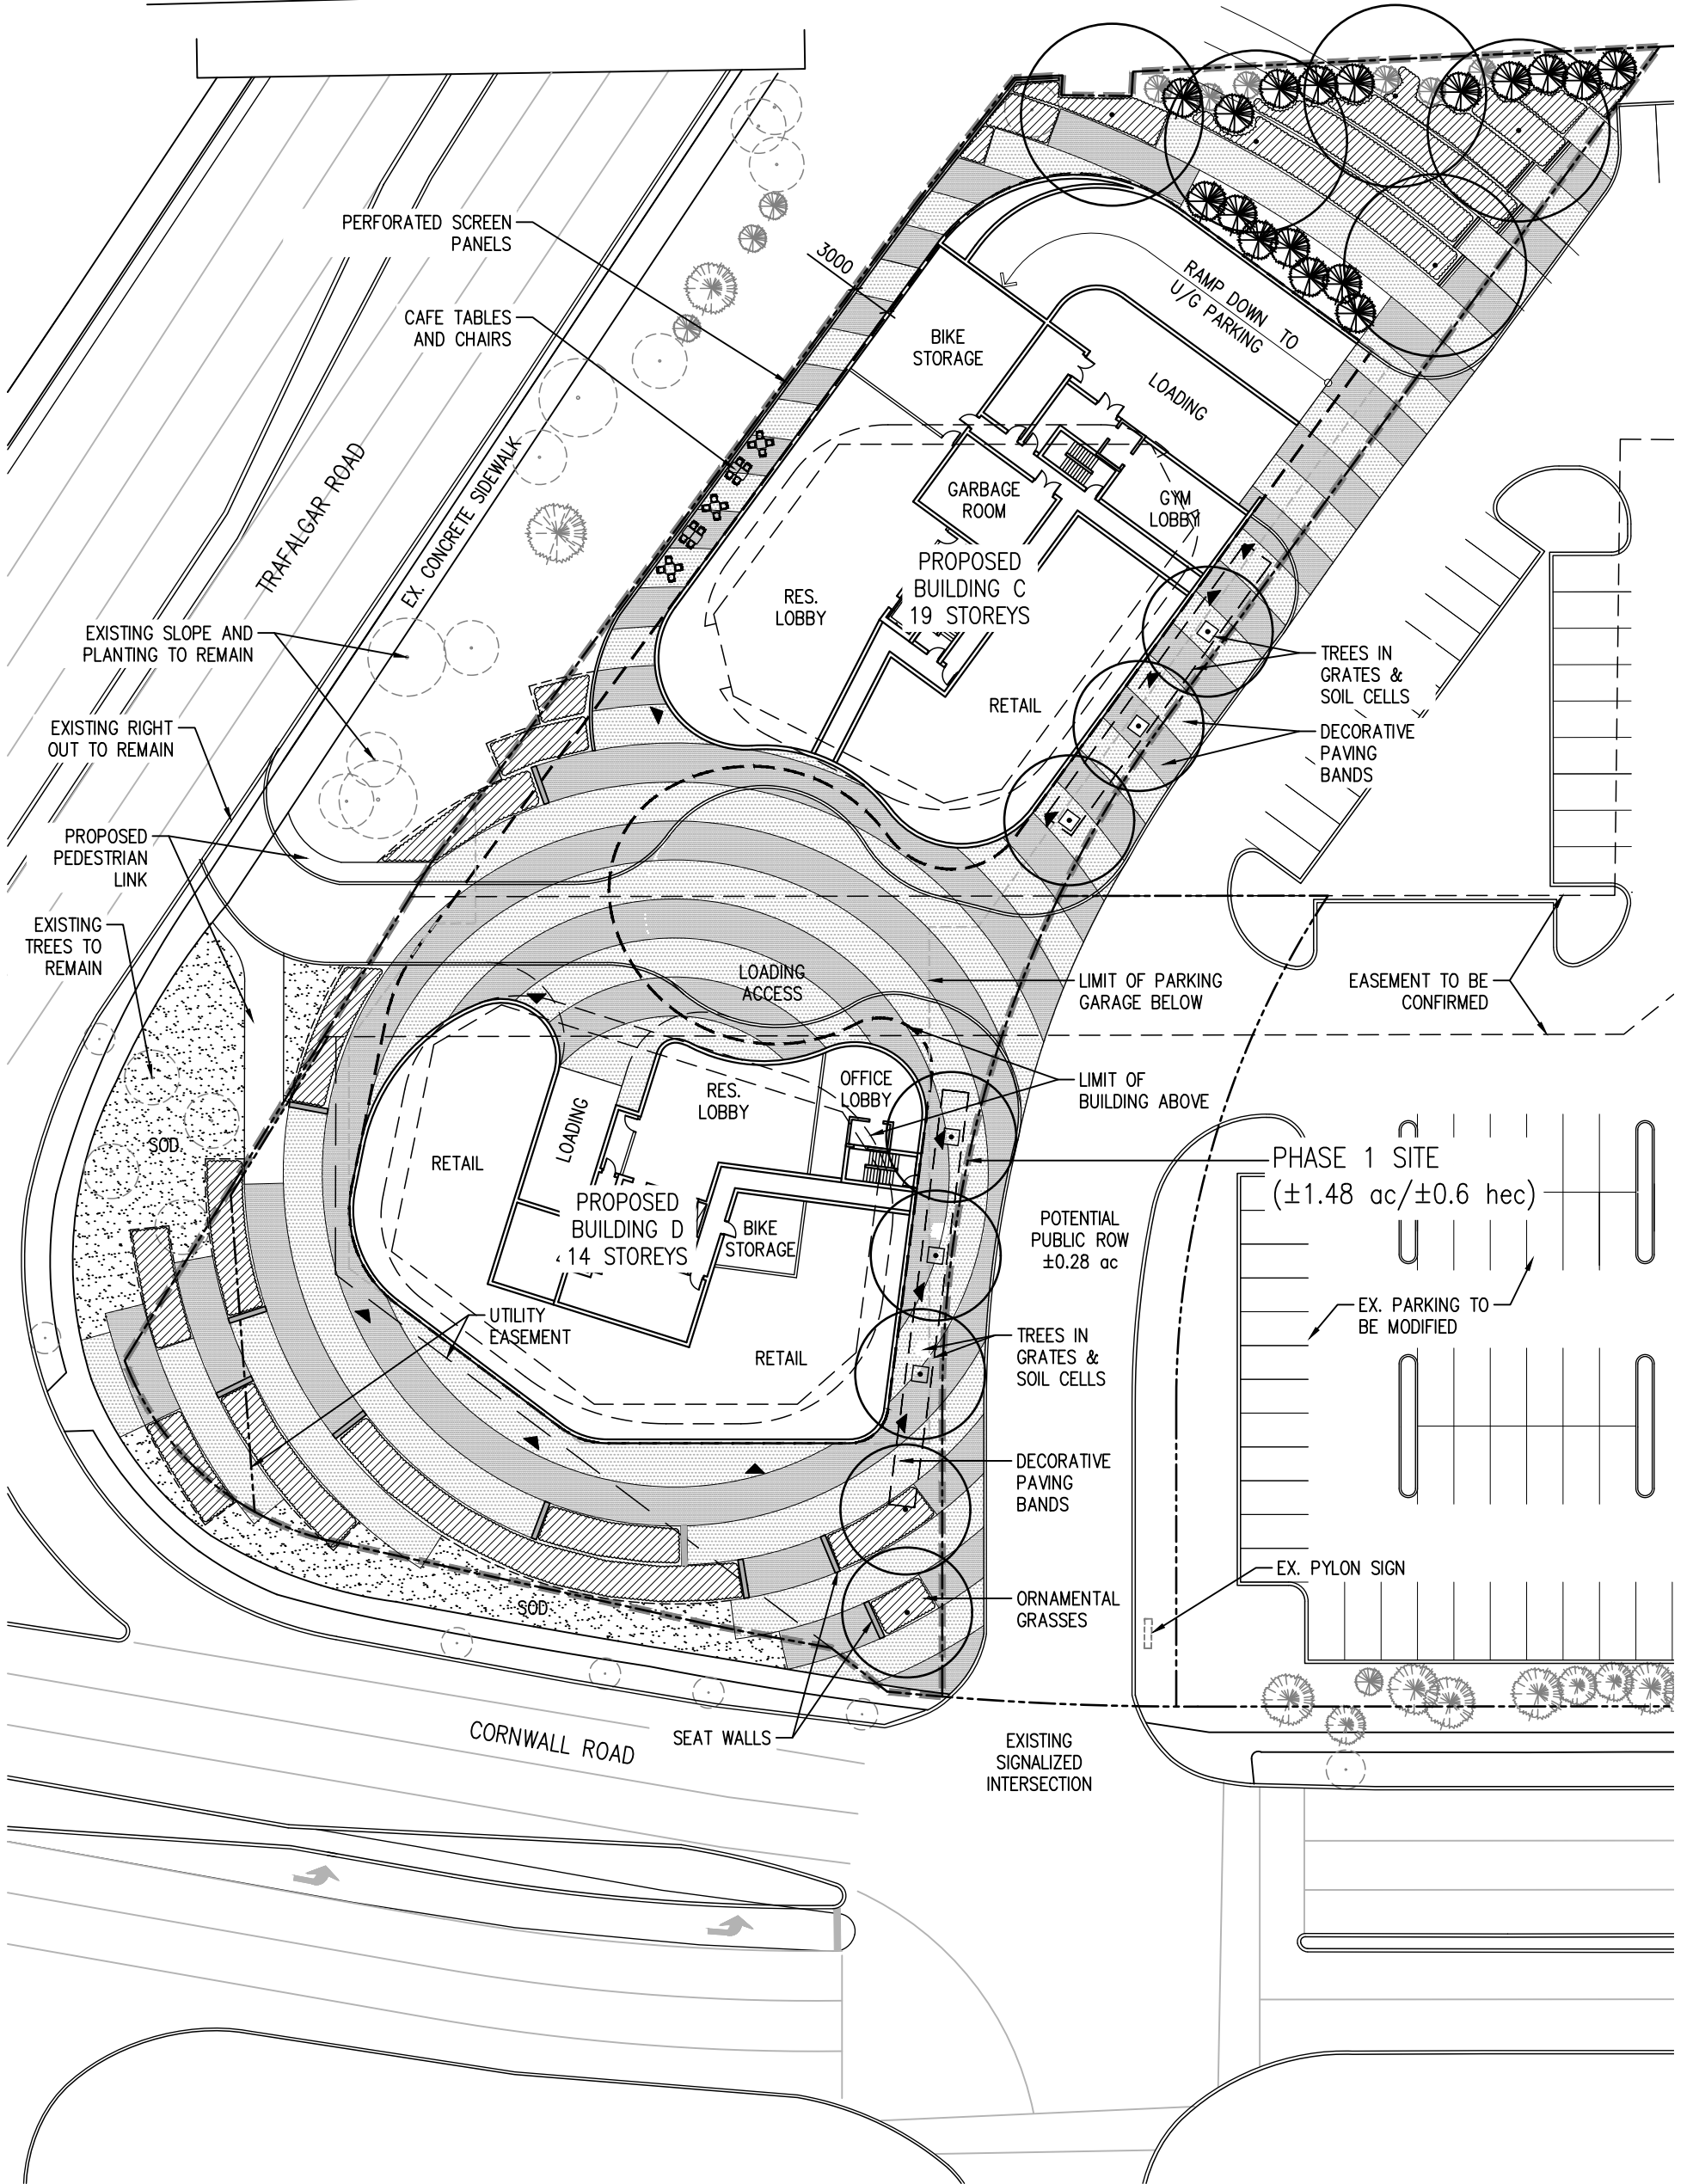 PERFORATED SCREEN
PANELS
3000
CAFE TABLES
AND CHAIRS
RAMP DOWN TO
U/G PARKING
BIKE
STORAGE
LOADING
TRAFALGAR ROAD
EX. CONCRETE SIDEWALK
GARBAGE
ROOM
GYM
LOBBY
PROPOSED
BUILDING C
19 STOREYS
RES.
LOBBY
RETAIL
EXISTING SLOPE AND
PLANTING TO REMAIN
TREES IN
GRATES &
SOIL CELLS
EXISTING RIGHT
OUT TO REMAIN
DECORATIVE
PAVING
BANDS
PROPOSED
PEDESTRIAN
LINK
EXISTING
TREES TO
REMAIN
LOADING
ACCESS
LIMIT OF PARKING
GARAGE BELOW
EASEMENT TO BE
CONFIRMED
LIMIT OF
BUILDING ABOVE
RES.
LOBBY
OFFICE
LOBBY
LOADING
SOD
RETAIL
PHASE 1 SITE
(±1.48 ac/±0.6 hec)
PROPOSED
BUILDING D
14 STOREYS
BIKE
STORAGE
POTENTIAL
PUBLIC ROW
±0.28 ac
UTILITY
EASEMENT
EX. PARKING TO
BE MODIFIED
RETAIL
TREES IN
GRATES &
SOIL CELLS
DECORATIVE
PAVING
BANDS
EX. PYLON SIGN
ORNAMENTAL
GRASSES
SOD
CORNWALL ROAD
SEAT WALLS
EXISTING
SIGNALIZED
INTERSECTION